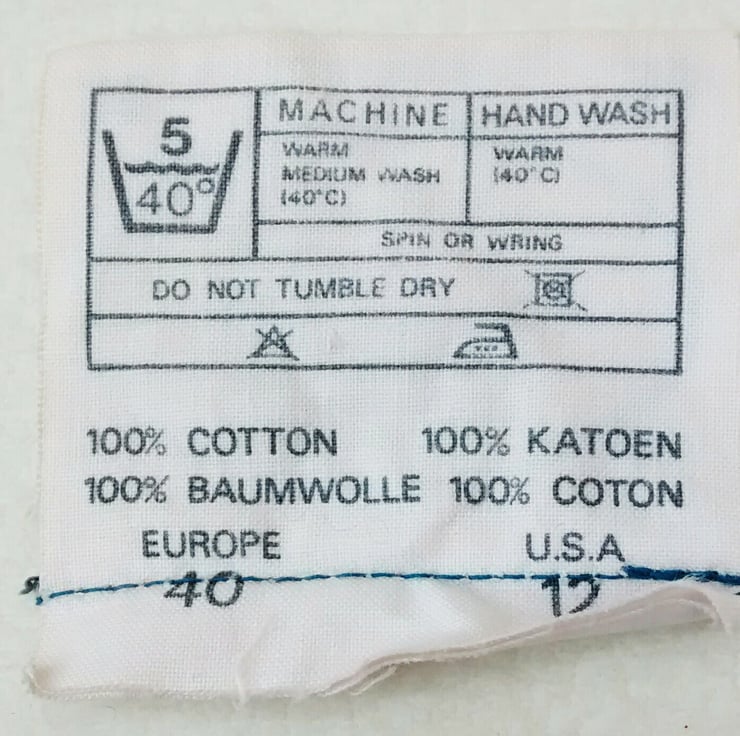 5
40°
MACHINE HAND WASH
WARM
MEDIUM WASH
(40°C)
WARM
(40°C)
SPIN OR WRING
DO NOT TUMBLE DRY
100% COTTON 100% KATOEN
100% BAUMWOLLE 100% COTON
EUROPE U.S.A
40 12